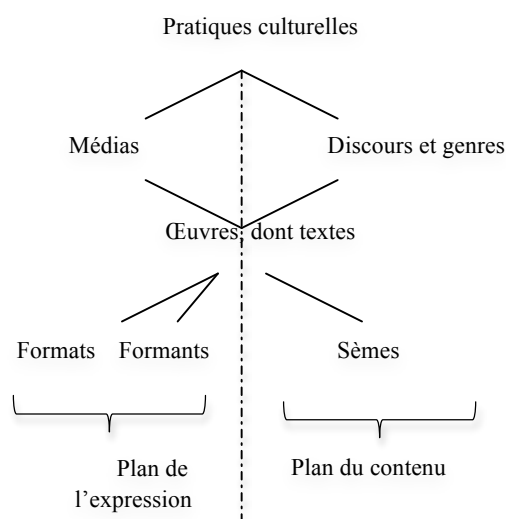 Pratiques culturelles
Médias
Discours et genres
Œuvres, dont textes
Formats
Formants
Sèmes
Plan de
l’expression
Plan du contenu